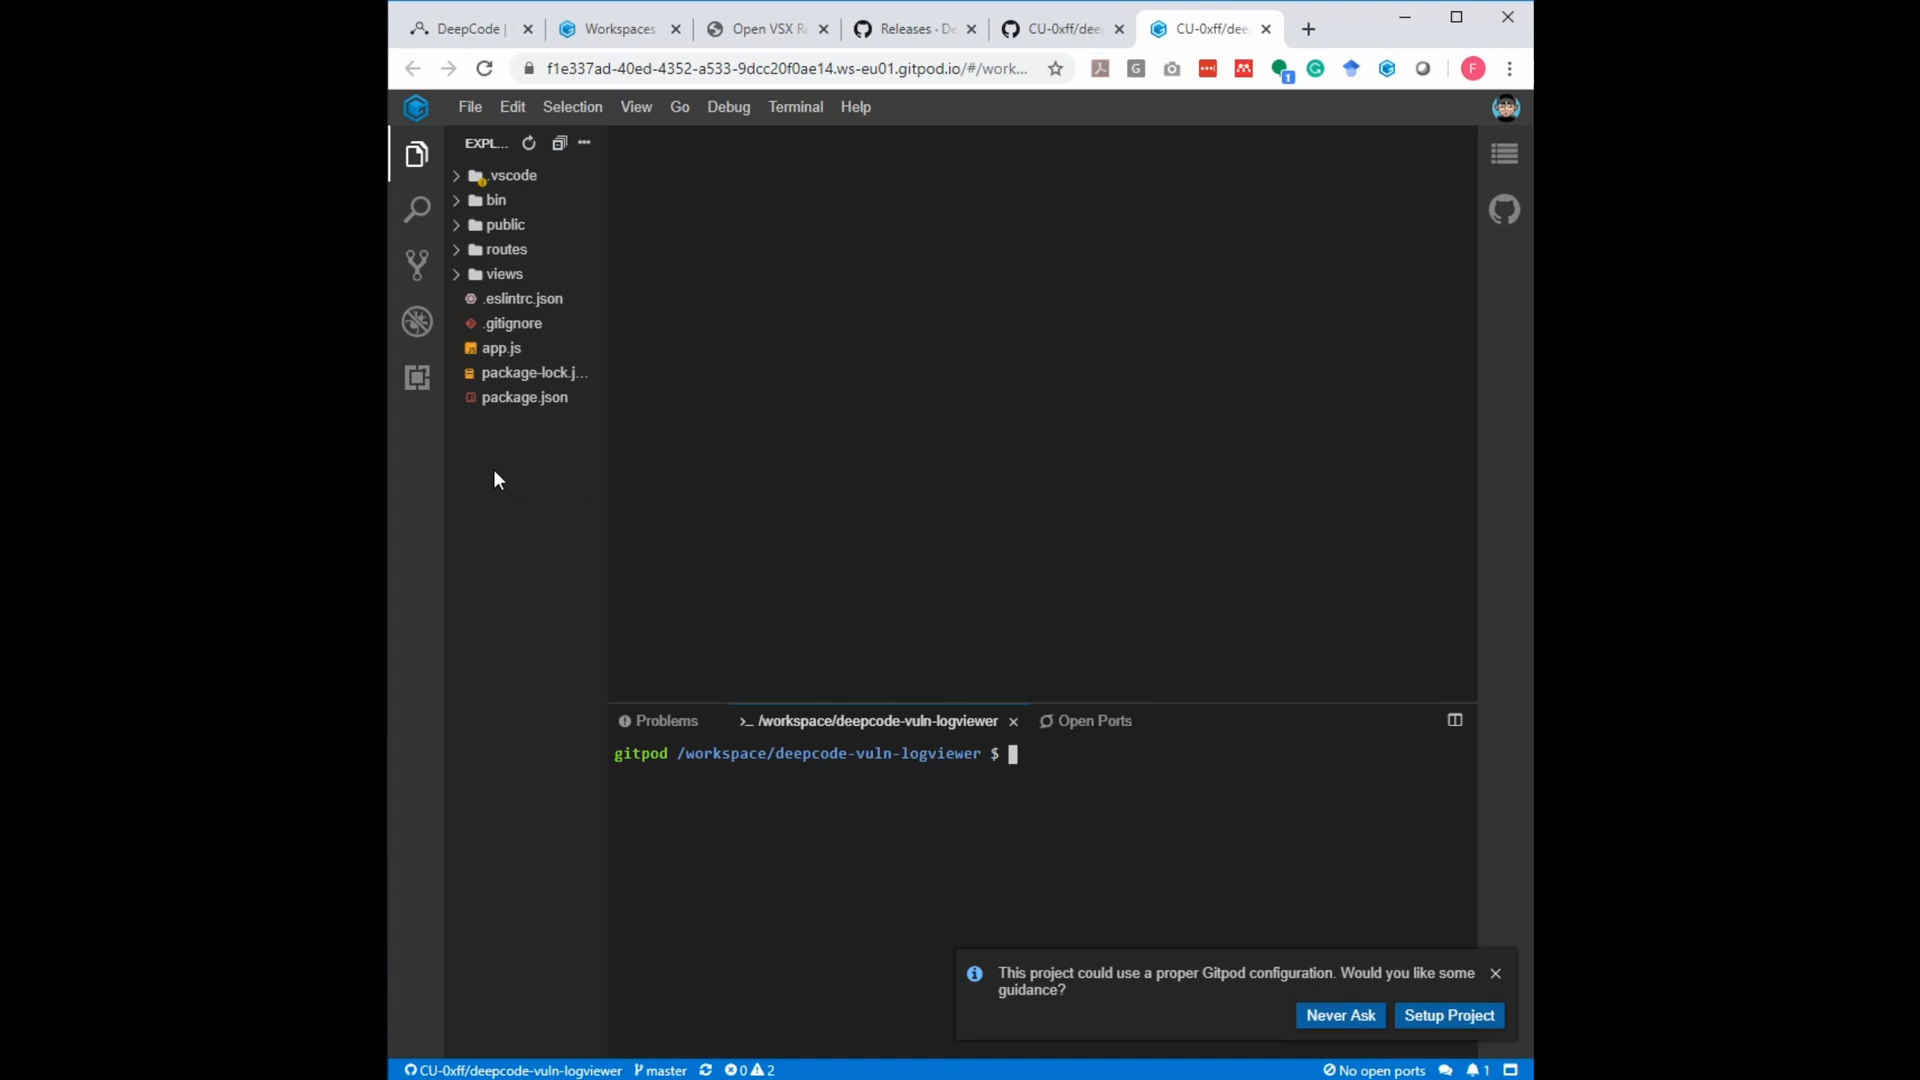 DeepCode |
Workspaces
Open VSX Re
Releases · De
CU-0xff/deep
CU-0xff/deep
f1e337ad-40ed-4352-a533-9dcc20f0ae14.ws-eu01.gitpod.io/#/work...
G
1
F
File Edit Selection View Go Debug Terminal Help
EXPL...
.vscode
bin
public
routes
views
.eslintrc.json
.gitignore
app.js
package-lock.j...
package.json
Problems
>_ /workspace/deepcode-vuln-logviewer
Open Ports
gitpod /workspace/deepcode-vuln-logviewer $
This project could use a proper Gitpod configuration. Would you like some
guidance?
Never Ask
Setup Project
CU-0xff/deepcode-vuln-logviewer master 0 2 No open ports 1